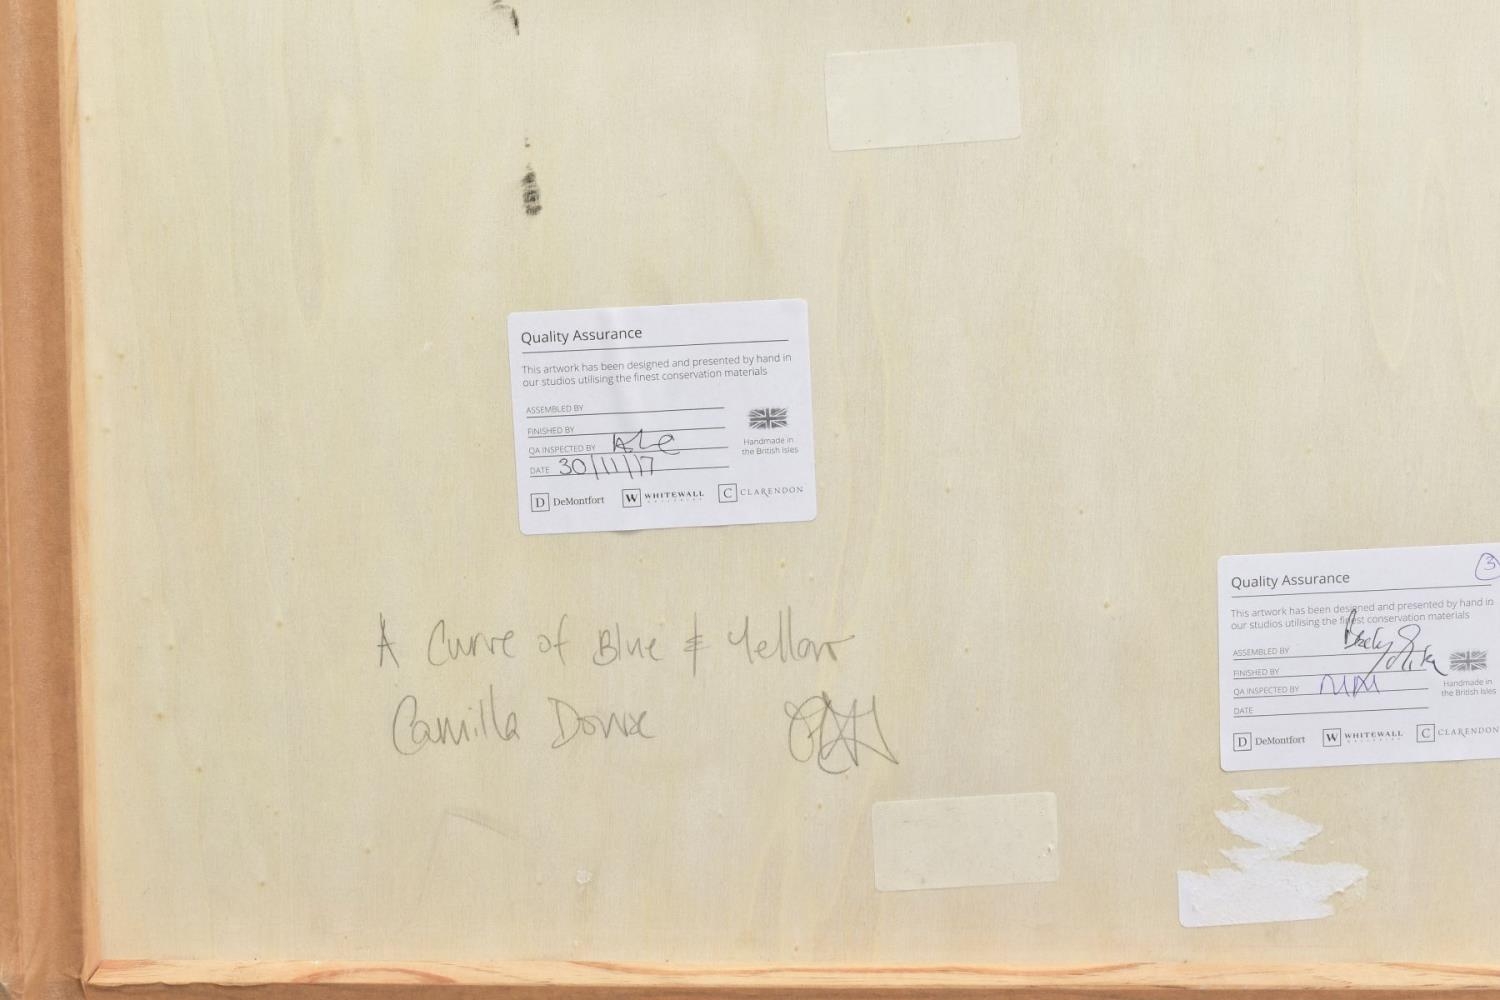 Quality Assurance
This artwork has been designed and presented by hand in
our studios utilising the finest conservation materials
ASSEMBLED BY
FINISHED BY
QA INSPECTED BY
DATE 30/11/17
Handmade in
the British Isles
D DeMontfort W WHITEWALL C CLARENDON
A Curve of Blue & Yellow
Camilla Dowse
Quality Assurance
3
This artwork has been designed and presented by hand in
our studios utilising the finest conservation materials
ASSEMBLED BY
FINISHED BY
QA INSPECTED BY
DATE
Handmade in
the British Isles
D DeMontfort W WHITEWALL C CLARENDON